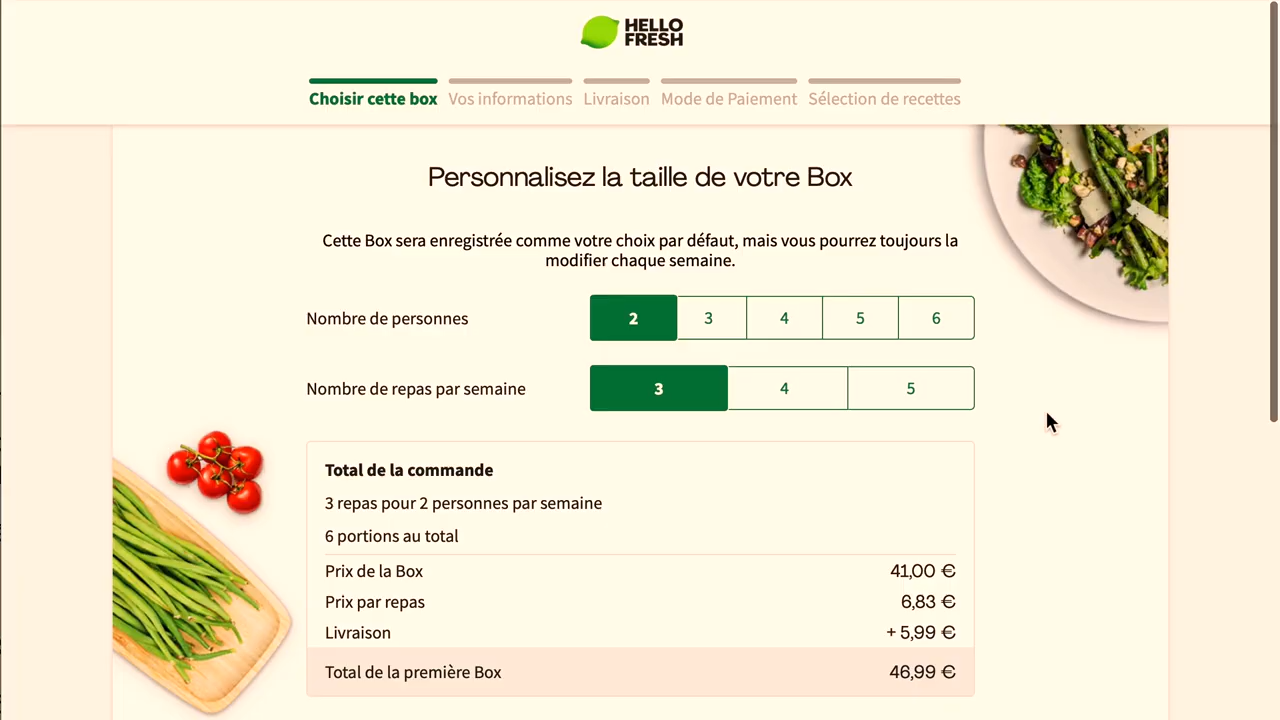 HELLO
FRESH
Choisir cette box Vos informations Livraison Mode de Paiement Sélection de recettes
Personnalisez la taille de votre Box
Cette Box sera enregistrée comme votre choix par défaut, mais vous pourrez toujours la
modifier chaque semaine.
Nombre de personnes 2 3 4 5 6
Nombre de repas par semaine 3 4 5
Total de la commande
3 repas pour 2 personnes par semaine
6 portions au total
Prix de la Box 41,00 €
Prix par repas 6,83 €
Livraison + 5,99 €
Total de la première Box 46,99 €